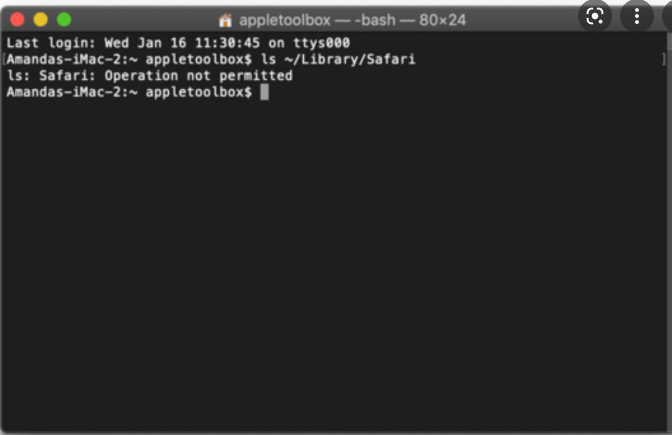 appletoolbox — -bash — 80×24
Last login: Wed Jan 16 11:30:45 on ttys000
[Amandas-iMac-2:~ appletoolbox$ ls ~/Library/Safari ]
ls: Safari: Operation not permitted
Amandas-iMac-2:~ appletoolbox$